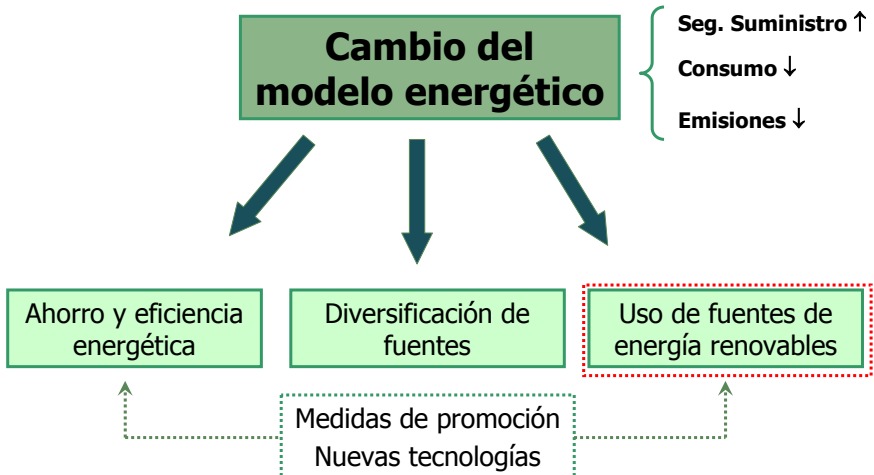 Cambio del
modelo energético
Seg. Suministro ↑
Consumo ↓
Emisiones ↓
Ahorro y eficiencia
energética
Diversificación de
fuentes
Uso de fuentes de
energía renovables
Medidas de promoción
Nuevas tecnologías